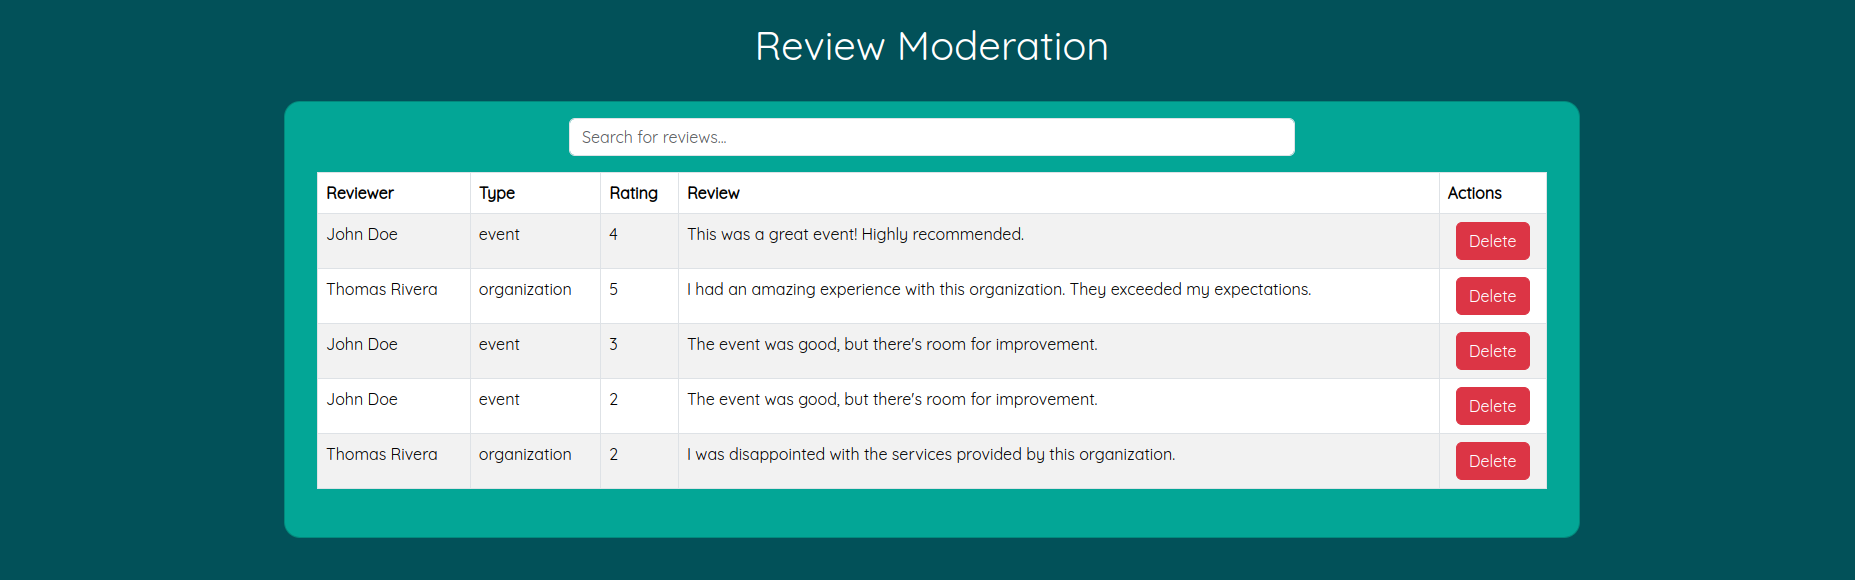 Review Moderation
Search for reviews...
Reviewer Type Rating Review Actions
John Doe event 4 This was a great event! Highly recommended. Delete
Thomas Rivera organization 5 I had an amazing experience with this organization. They exceeded my expectations. Delete
John Doe event 3 The event was good, but there's room for improvement. Delete
John Doe event 2 The event was good, but there's room for improvement. Delete
Thomas Rivera organization 2 I was disappointed with the services provided by this organization. Delete